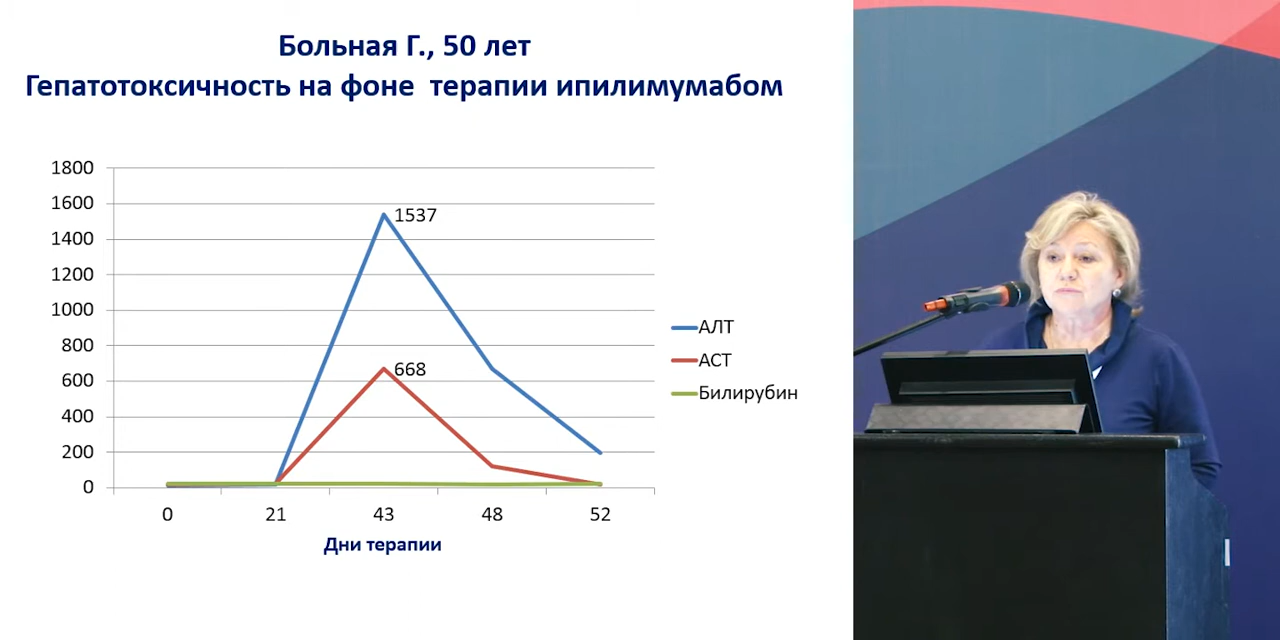 Больная Г., 50 лет
Гепатотоксичность на фоне терапии ипилимумабом
1800
1600
1400
1200
1000
800
600
400
200
0
1537
668
0 21 43 48 52
Дни терапии
АЛТ
АСТ
Билирубин